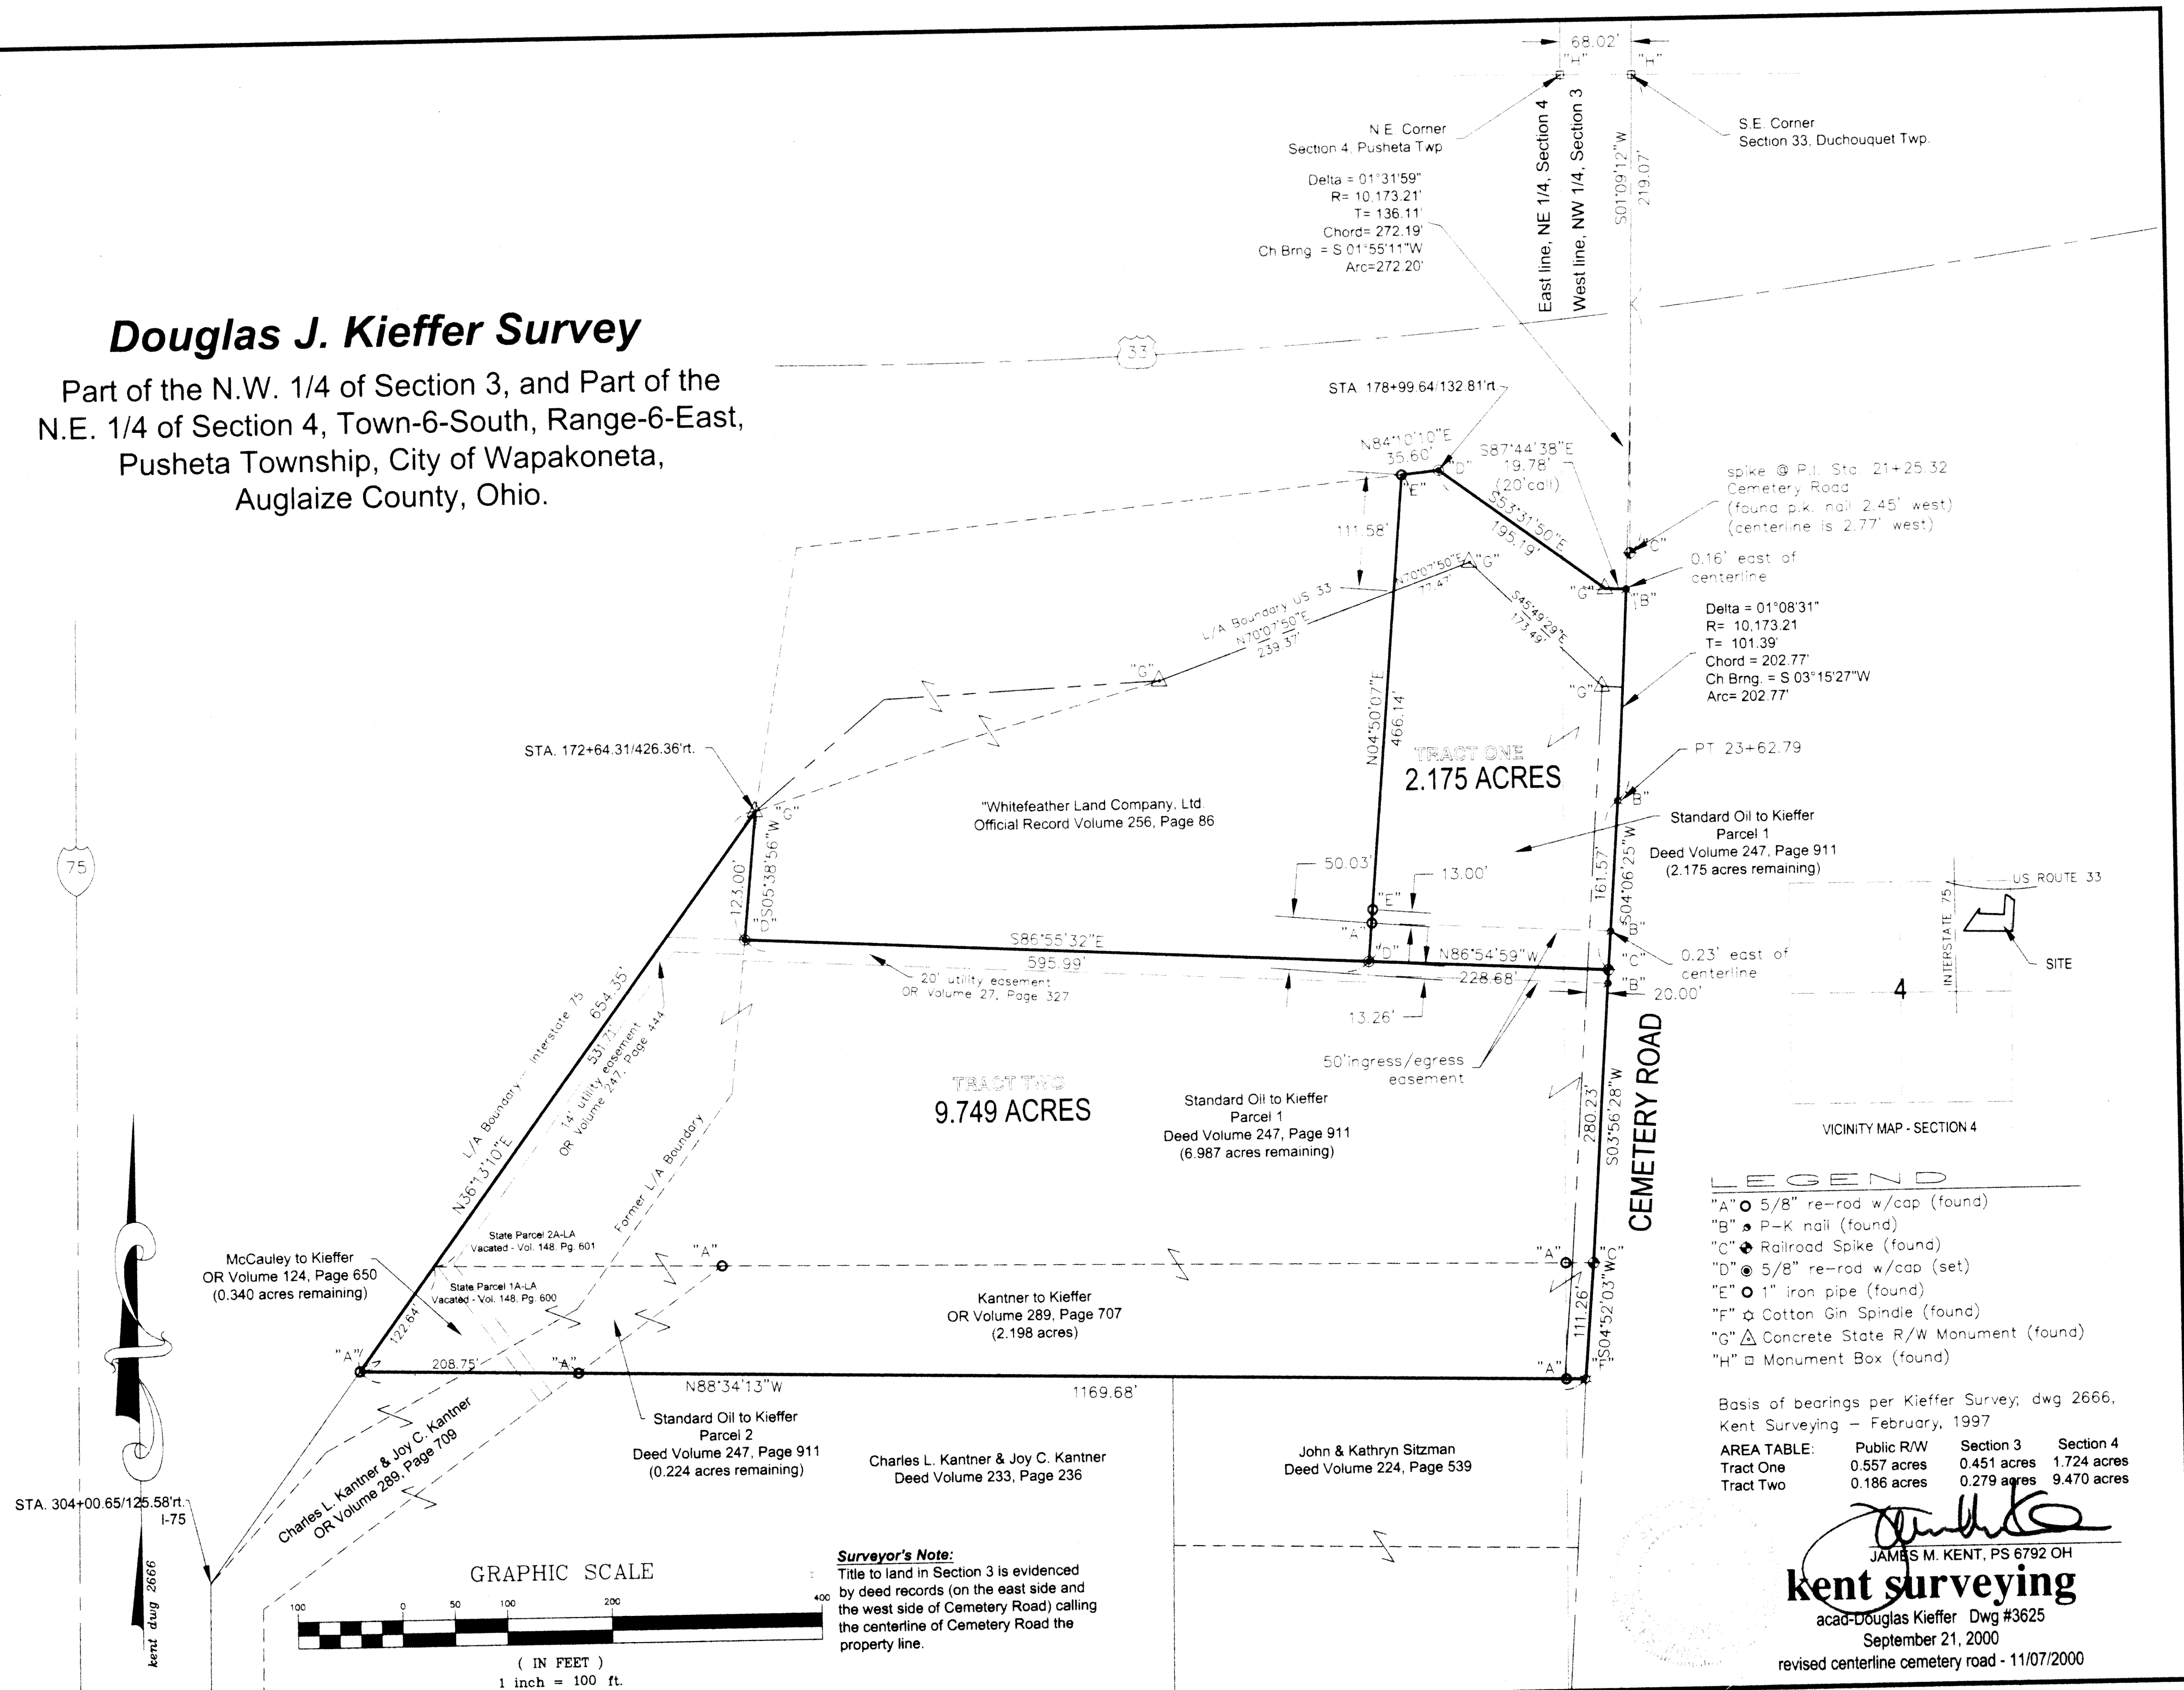 Douglas J. Kieffer Survey
Part of the N.W. 1/4 of Section 3, and Part of the
N.E. 1/4 of Section 4, Town-6-South, Range-6-East,
Pusheta Township, City of Wapakoneta,
Auglaize County, Ohio.
68.02'
"H"
"H"
N.E. Corner
Section 4, Pusheta Twp
S.E. Corner
Section 33, Duchouquet Twp.
East line, NE 1/4, Section 4
West line, NW 1/4, Section 3
S01°09'12"W
219.07'
Delta = 01°31'59"
R= 10,173.21'
T= 136.11'
Chord= 272.19'
Ch Brng = S 01°55'11"W
Arc=272.20'
33
STA 178+99.64/132.81'rt
N84°10'10"E
35.60'
"E"
"D"
S87°44'38"E
19.78'
(20'call)
S53°31'50"E
195.19'
spike @ P.I. Sta 21+25.32
Cemetery Road
(found p.k. nail 2.45' west)
(centerline is 2.77' west)
"C"
0.16' east of
centerline
"G"
"B"
111.58'
N70°07'50"E
77.47'
"G"
S45°49'29"E
173.49'
L/A Boundary US 33
N70°07'50"E
239.37'
"G"
"G"
Delta = 01°08'31"
R= 10,173.21
T= 101.39'
Chord = 202.77'
Ch Brng. = S 03°15'27"W
Arc= 202.77'
N04°50'07"E
466.14'
TRACT ONE
2.175 ACRES
PT 23+62.79
"B"
STA. 172+64.31/426.36'rt.
"G"
"Whitefeather Land Company, Ltd.
Official Record Volume 256, Page 86
Standard Oil to Kieffer
Parcel 1
Deed Volume 247, Page 911
(2.175 acres remaining)
75
123.00'
S05°38'56"W
"D"
50.03'
13.00'
"E"
"A"
"D"
161.57'
S04°06'25"W
"B"
0.23' east of
centerline
"C"
"B"
20.00'
S86°55'32"E
595.99'
N86°54'59"W
228.68'
20' utility easement
OR Volume 27, Page 327
13.26'
50'ingress/egress
easement
US ROUTE 33
INTERSTATE 75
SITE
4
VICINITY MAP - SECTION 4
L/A Boundary - Interstate 75
N36°13'10"E
654.35'
531.71'
14' utility easement
OR Volume 247, Page 444
Former L/A Boundary
TRACT TWO
9.749 ACRES
Standard Oil to Kieffer
Parcel 1
Deed Volume 247, Page 911
(6.987 acres remaining)
280.23'
S03°56'28"W
CEMETERY ROAD
LEGEND
"A" 5/8" re-rod w/cap (found)
"B" P-K nail (found)
"C" Railroad Spike (found)
"D" 5/8" re-rod w/cap (set)
"E" 1" iron pipe (found)
"F" Cotton Gin Spindle (found)
"G" Concrete State R/W Monument (found)
"H" Monument Box (found)
McCauley to Kieffer
OR Volume 124, Page 650
(0.340 acres remaining)
State Parcel 2A-LA
Vacated - Vol. 148, Pg. 601
State Parcel 1A-LA
Vacated - Vol. 148, Pg. 600
"A"
"A"
"C"
Kantner to Kieffer
OR Volume 289, Page 707
(2.198 acres)
122.64'
111.26'
S04°52'03"W
"A"
208.75'
"A"
"A"
"F"
N88°34'13"W
1169.68'
Standard Oil to Kieffer
Parcel 2
Deed Volume 247, Page 911
(0.224 acres remaining)
Charles L. Kantner & Joy C. Kantner
OR Volume 289, Page 709
Charles L. Kantner & Joy C. Kantner
Deed Volume 233, Page 236
John & Kathryn Sitzman
Deed Volume 224, Page 539
Basis of bearings per Kieffer Survey; dwg 2666,
Kent Surveying – February, 1997
AREA TABLE: Public R/W Section 3 Section 4
Tract One 0.557 acres 0.451 acres 1.724 acres
Tract Two 0.186 acres 0.279 acres 9.470 acres
STA. 304+00.65/125.58'rt.
I-75
kent dwg 2666
GRAPHIC SCALE
100 0 50 100 200 400
( IN FEET )
1 inch = 100 ft.
Surveyor's Note:
Title to land in Section 3 is evidenced
by deed records (on the east side and
the west side of Cemetery Road) calling
the centerline of Cemetery Road the
property line.
JAMES M. KENT, PS 6792 OH
kent surveying
acad-Douglas Kieffer Dwg #3625
September 21, 2000
revised centerline cemetery road - 11/07/2000